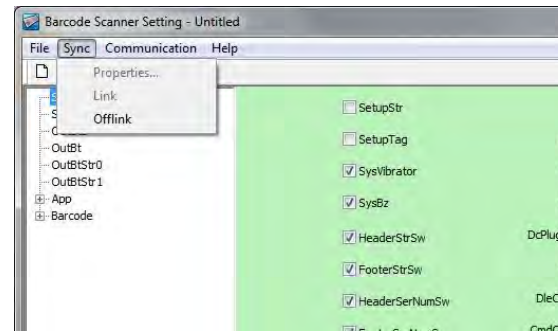 Barcode Scanner Setting - Untitled
File Sync Communication Help
Properties...
Link
Offlink
OutBt
OutBtStr0
OutBtStr1
App
Barcode
SetupStr
SetupTag
SysVibrator
SysBz
HeaderStrSw
FooterStrSw
HeaderSerNumSw
DcPlug